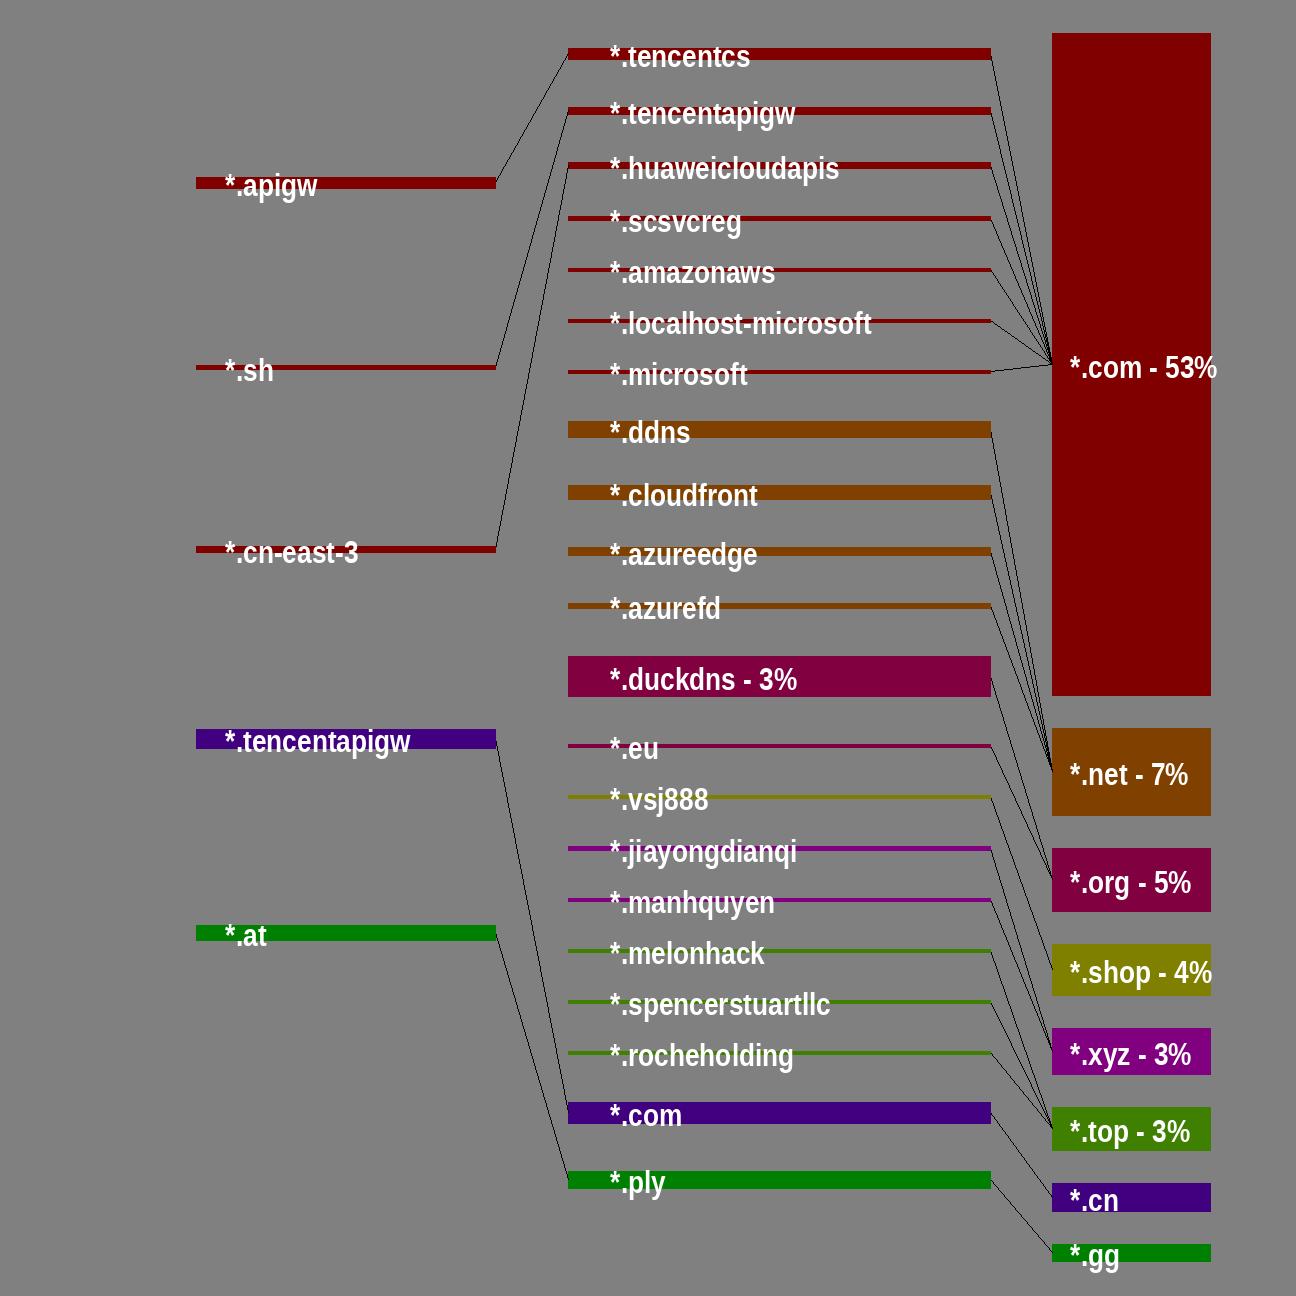 *.apigw
*.sh
*.cn-east-3
*.tencentapigw
*.at
*.tencentcs
*.tencentapigw
*.huaweicloudapis
*.scsvcreg
*.amazonaws
*.localhost-microsoft
*.microsoft
*.ddns
*.cloudfront
*.azureedge
*.azurefd
*.duckdns - 3%
*.eu
*.vsj888
*.jiayongdianqi
*.manhquyen
*.melonhack
*.spencerstuartllc
*.rocheholding
*.com
*.ply
*.com - 53%
*.net - 7%
*.org - 5%
*.shop - 4%
*.xyz - 3%
*.top - 3%
*.cn
*.gg